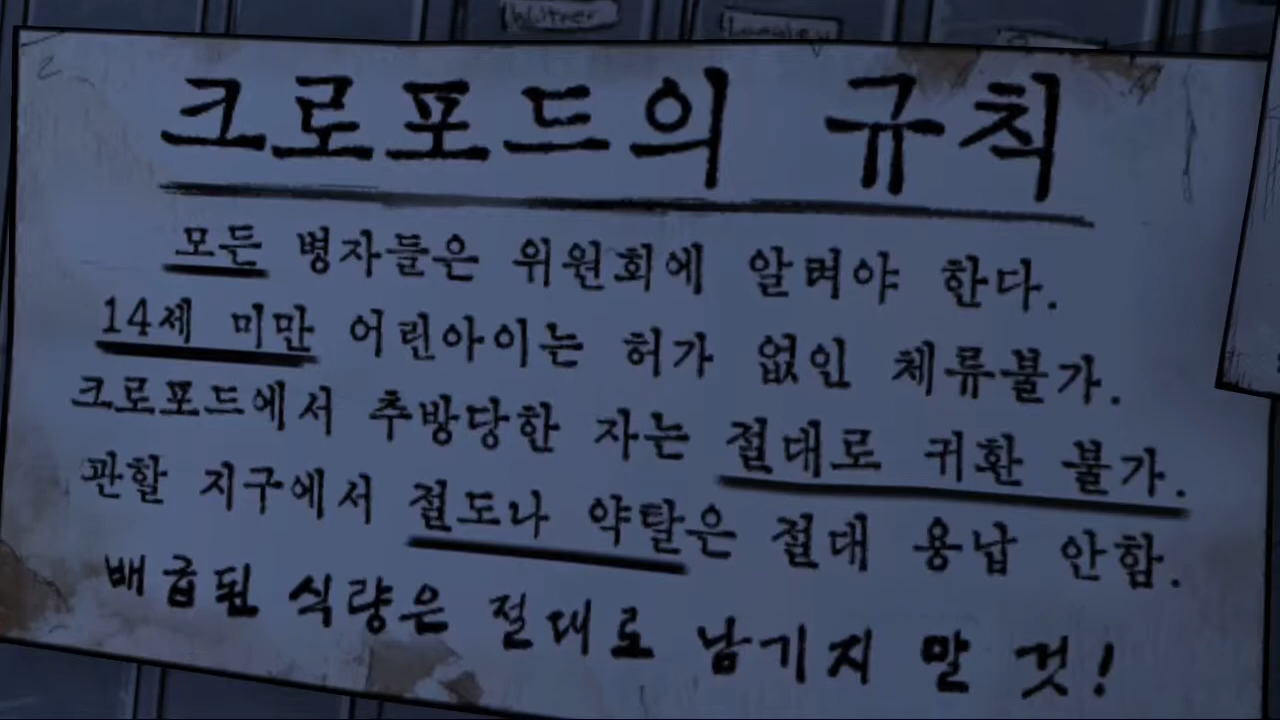 크로포드의 규칙
모든 병자들은 위원회에 알려야 한다.
14세 미만 어린아이는 허가 없인 체류불가.
크로포드에서 추방당한 자는 절대로 귀환 불가.
관할 지구에서 절도나 약탈은 절대 용납 안함.
배급된 식량은 절대로 남기지 말 것!